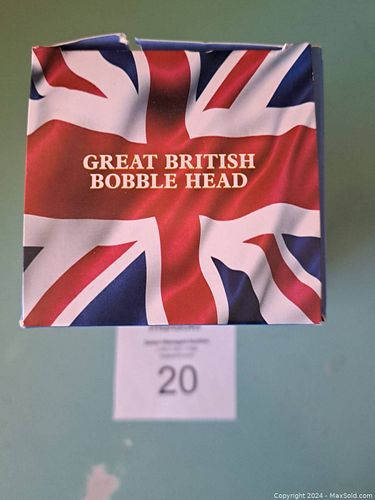 GREAT BRITISH
BOBBLE HEAD
20
Copyright 2024 - MaxSold.com